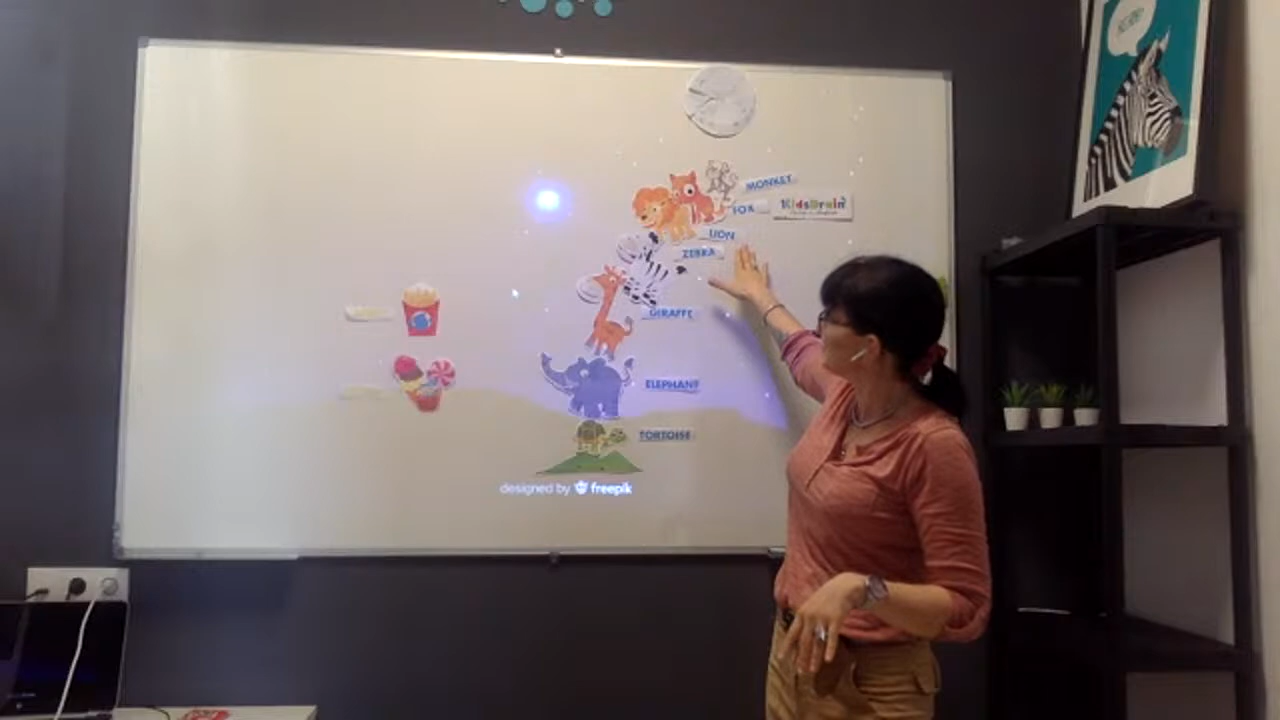 MONKEY
FOX
KidsBrain
LION
ZEBRA
GIRAFFE
ELEPHANT
TORTOISE
designed by freepik